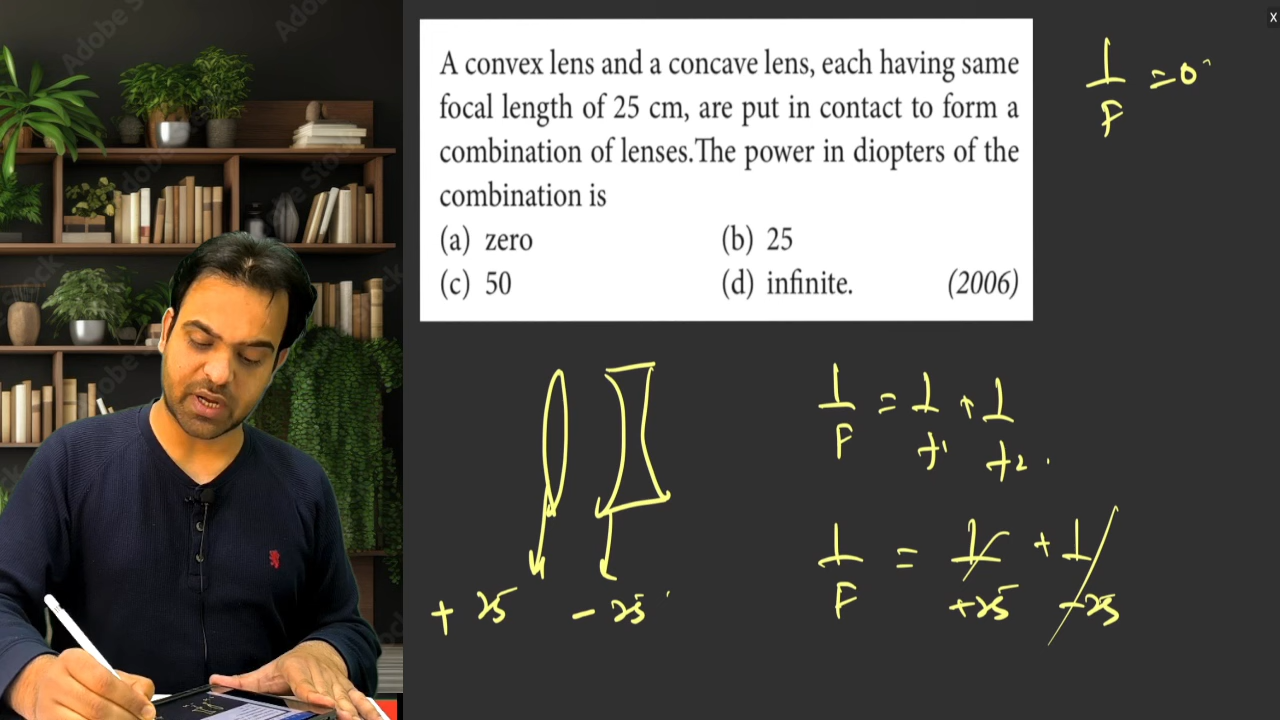 A convex lens and a concave lens, each having same
focal length of 25 cm, are put in contact to form a
combination of lenses.The power in diopters of the
combination is
(a) zero (b) 25
(c) 50 (d) infinite. (2006)
1/F = 0
1/F = 1/f1 + 1/f2
1/F = 1/+25 + 1/-25
+ 25 - 25
Adobe Stock
X